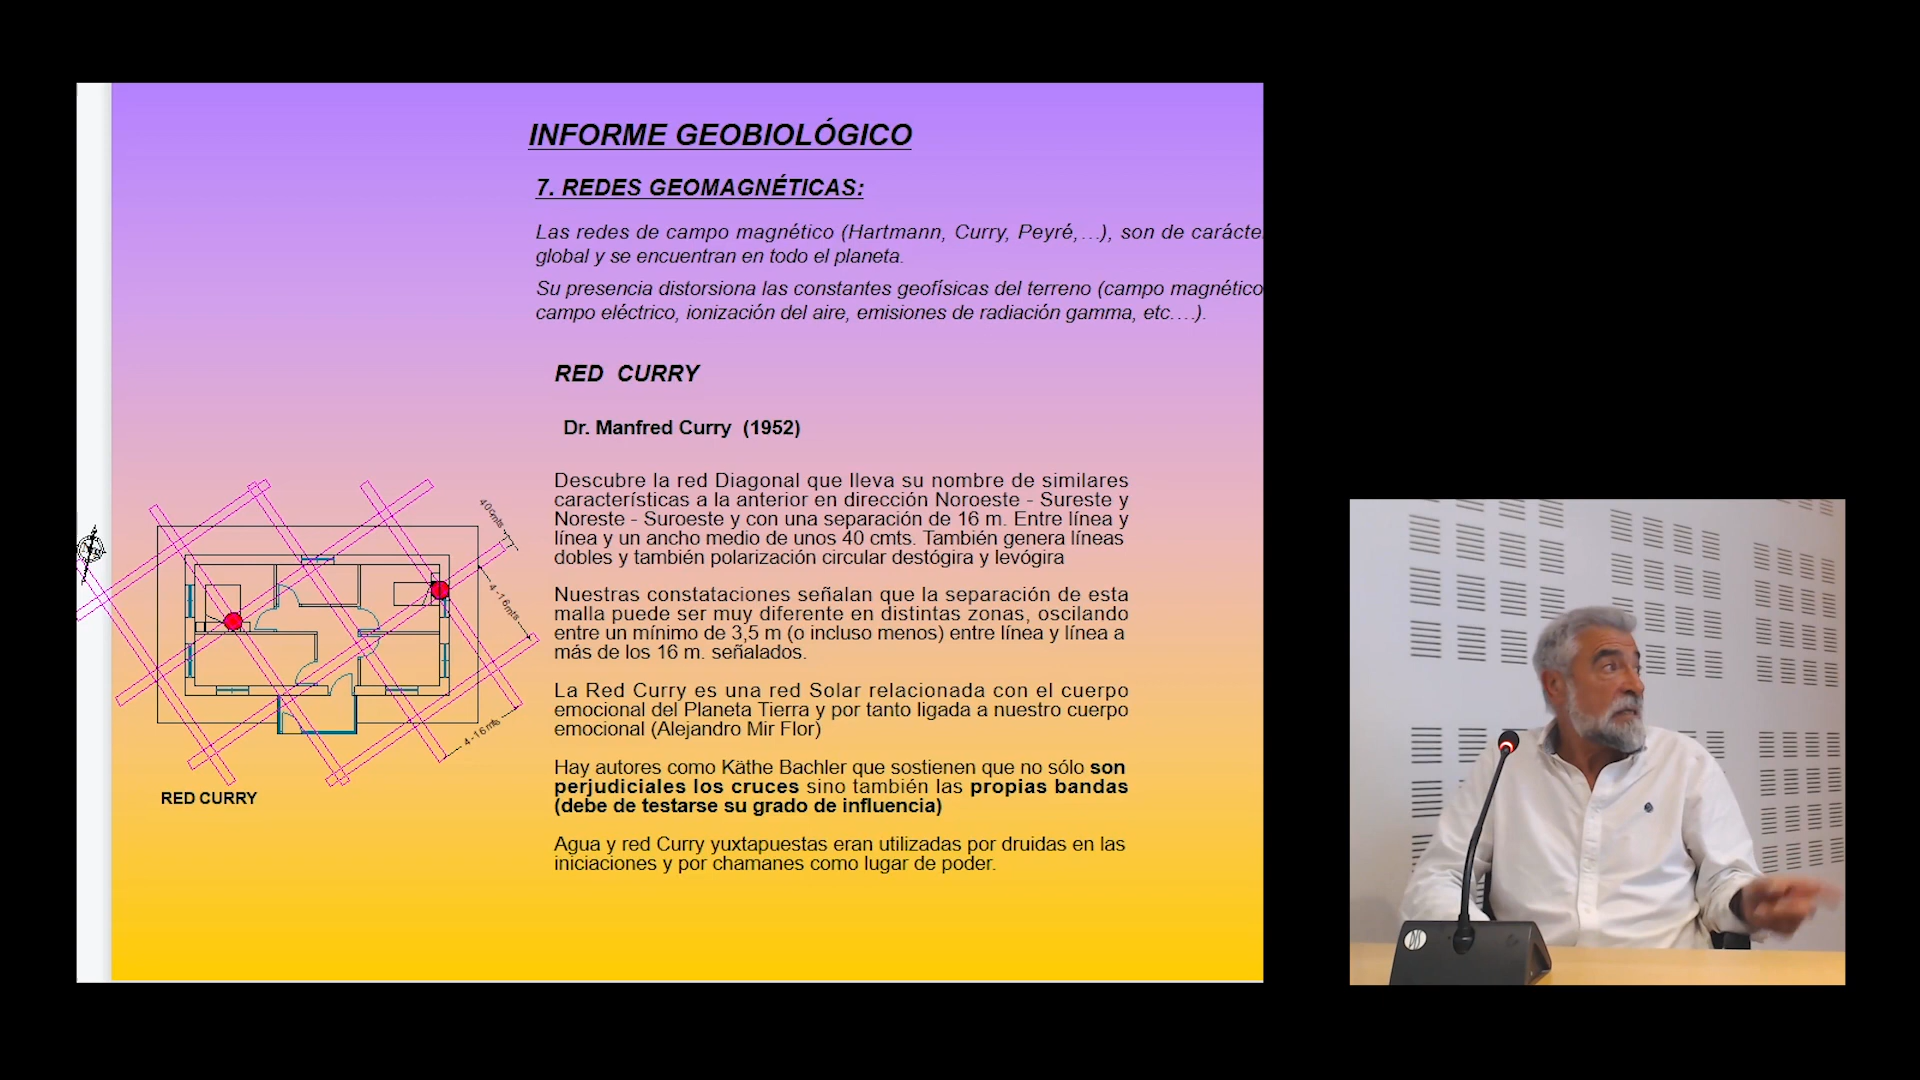 INFORME GEOBIOLÓGICO
7. REDES GEOMAGNÉTICAS:
Las redes de campo magnético (Hartmann, Curry, Peyré,…), son de carácte
global y se encuentran en todo el planeta.
Su presencia distorsiona las constantes geofísicas del terreno (campo magnético
campo eléctrico, ionización del aire, emisiones de radiación gamma, etc.…).
RED CURRY
Dr. Manfred Curry (1952)
Descubre la red Diagonal que lleva su nombre de similares
características a la anterior en dirección Noroeste - Sureste y
Noreste - Suroeste y con una separación de 16 m. Entre línea y
línea y un ancho medio de unos 40 cmts. También genera líneas
dobles y también polarización circular destógira y levógira
Nuestras constataciones señalan que la separación de esta
malla puede ser muy diferente en distintas zonas, oscilando
entre un mínimo de 3,5 m (o incluso menos) entre línea y línea a
más de los 16 m. señalados.
La Red Curry es una red Solar relacionada con el cuerpo
emocional del Planeta Tierra y por tanto ligada a nuestro cuerpo
emocional (Alejandro Mir Flor)
Hay autores como Käthe Bachler que sostienen que no sólo son
perjudiciales los cruces sino también las propias bandas
(debe de testarse su grado de influencia)
Agua y red Curry yuxtapuestas eran utilizadas por druidas en las
iniciaciones y por chamanes como lugar de poder.
40cmts
4-16mts
4-16mts
RED CURRY